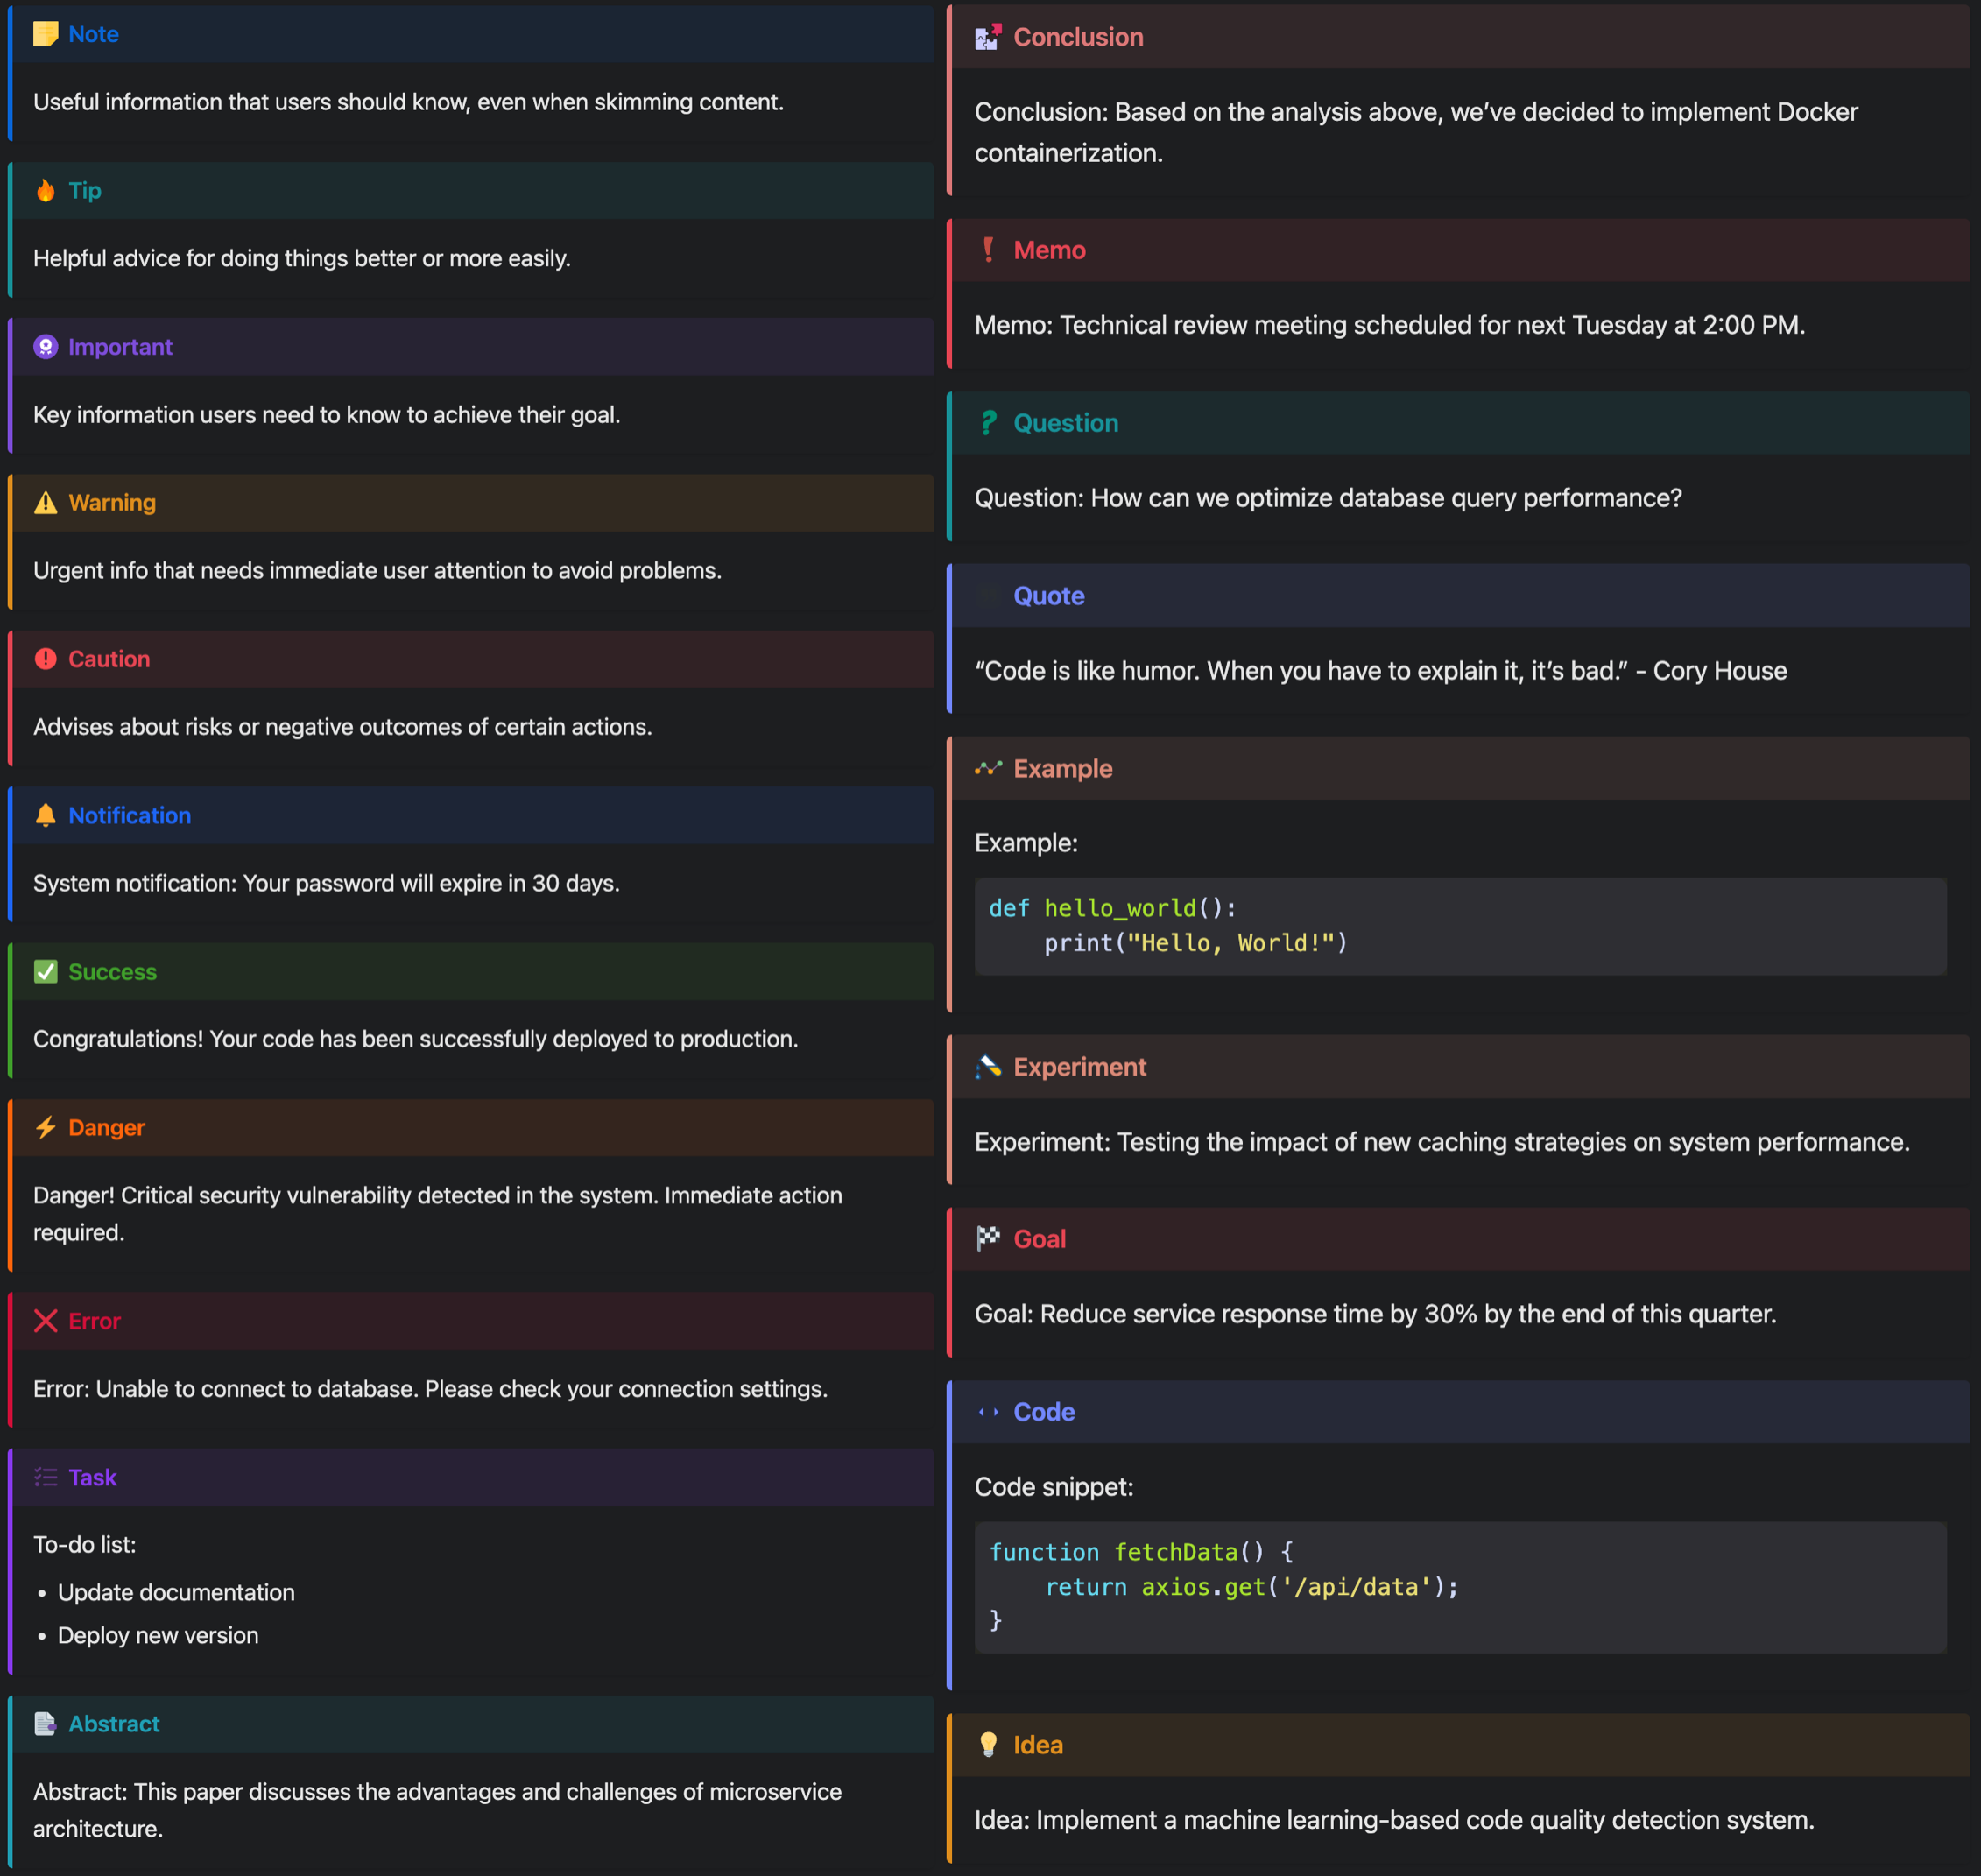 Note
Useful information that users should know, even when skimming content.
Tip
Helpful advice for doing things better or more easily.
Important
Key information users need to know to achieve their goal.
Warning
Urgent info that needs immediate user attention to avoid problems.
Caution
Advises about risks or negative outcomes of certain actions.
Notification
System notification: Your password will expire in 30 days.
Success
Congratulations! Your code has been successfully deployed to production.
Danger
Danger! Critical security vulnerability detected in the system. Immediate action
required.
Error
Error: Unable to connect to database. Please check your connection settings.
Task
To-do list:
• Update documentation
• Deploy new version
Abstract
Abstract: This paper discusses the advantages and challenges of microservice
architecture.
Conclusion
Conclusion: Based on the analysis above, we’ve decided to implement Docker
containerization.
Memo
Memo: Technical review meeting scheduled for next Tuesday at 2:00 PM.
Question
Question: How can we optimize database query performance?
Quote
“Code is like humor. When you have to explain it, it’s bad.” - Cory House
Example
Example:
def hello_world():
    print("Hello, World!")
Experiment
Experiment: Testing the impact of new caching strategies on system performance.
Goal
Goal: Reduce service response time by 30% by the end of this quarter.
Code
Code snippet:
function fetchData() {
    return axios.get('/api/data');
}
Idea
Idea: Implement a machine learning-based code quality detection system.